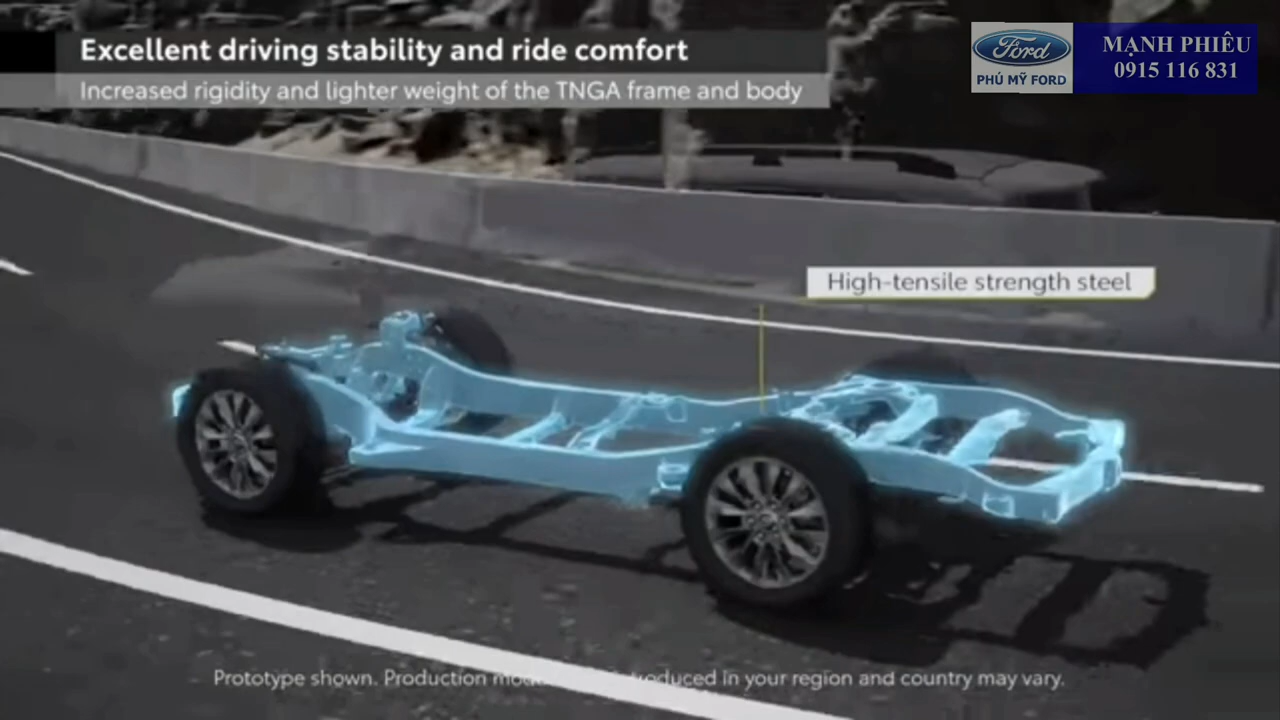 Excellent driving stability and ride comfort
Increased rigidity and lighter weight of the TNGA frame and body
Ford
PHÚ MỸ FORD
MẠNH PHIÊU
0915 116 831
High-tensile strength steel
Prototype shown. Production in your region and country may vary.